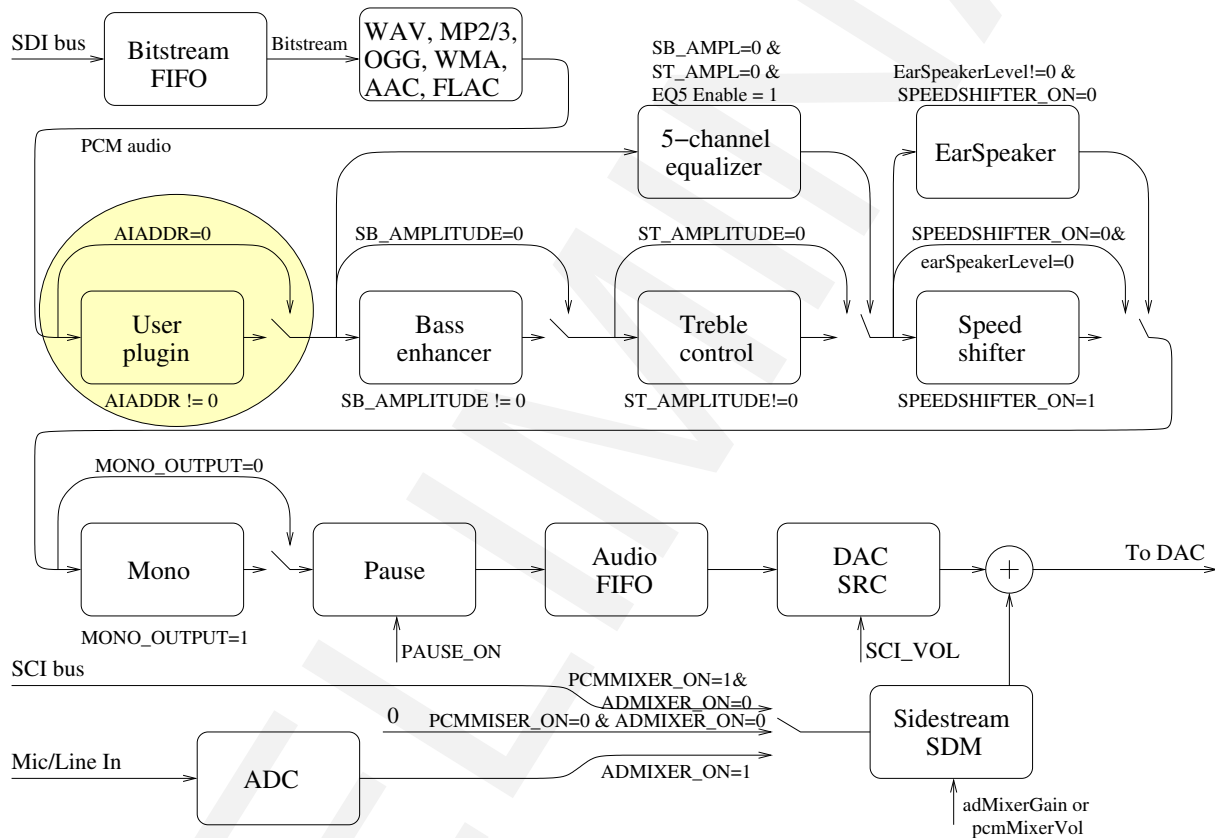 SDI bus
Bitstream
FIFO
Bitstream
WAV, MP2/3,
OGG, WMA,
AAC, FLAC
SB_AMPL=0 &
ST_AMPL=0 &
EQ5 Enable = 1
EarSpeakerLevel!=0 &
SPEEDSHIFTER_ON=0
PCM audio
5−channel
equalizer
EarSpeaker
AIADDR=0
SB_AMPLITUDE=0
ST_AMPLITUDE=0
SPEEDSHIFTER_ON=0&
earSpeakerLevel=0
User
plugin
Bass
enhancer
Treble
control
Speed
shifter
AIADDR != 0
SB_AMPLITUDE != 0
ST_AMPLITUDE!=0
SPEEDSHIFTER_ON=1
MONO_OUTPUT=0
Mono
Pause
Audio
FIFO
DAC
SRC
+
To DAC
MONO_OUTPUT=1
PAUSE_ON
SCI_VOL
SCI bus
PCMMIXER_ON=1&
ADMIXER_ON=0
0
PCMMISER_ON=0 & ADMIXER_ON=0
Sidestream
SDM
Mic/Line In
ADC
ADMIXER_ON=1
adMixerGain or
pcmMixerVol